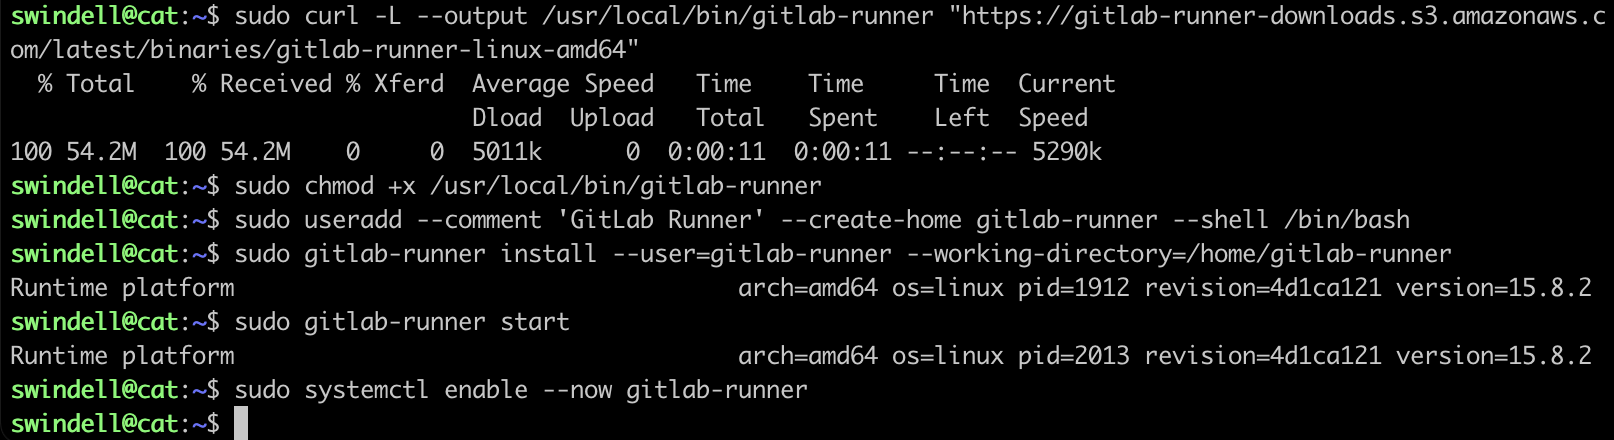 swindell@cat:~$ sudo curl -L --output /usr/local/bin/gitlab-runner "https://gitlab-runner-downloads.s3.amazonaws.c
om/latest/binaries/gitlab-runner-linux-amd64"
  % Total    % Received % Xferd  Average Speed   Time    Time     Time  Current
                                 Dload  Upload   Total   Spent    Left  Speed
100 54.2M  100 54.2M    0     0  5011k      0  0:00:11  0:00:11 --:--:-- 5290k
swindell@cat:~$ sudo chmod +x /usr/local/bin/gitlab-runner
swindell@cat:~$ sudo useradd --comment 'GitLab Runner' --create-home gitlab-runner --shell /bin/bash
swindell@cat:~$ sudo gitlab-runner install --user=gitlab-runner --working-directory=/home/gitlab-runner
Runtime platform                                    arch=amd64 os=linux pid=1912 revision=4d1ca121 version=15.8.2
swindell@cat:~$ sudo gitlab-runner start
Runtime platform                                    arch=amd64 os=linux pid=2013 revision=4d1ca121 version=15.8.2
swindell@cat:~$ sudo systemctl enable --now gitlab-runner
swindell@cat:~$